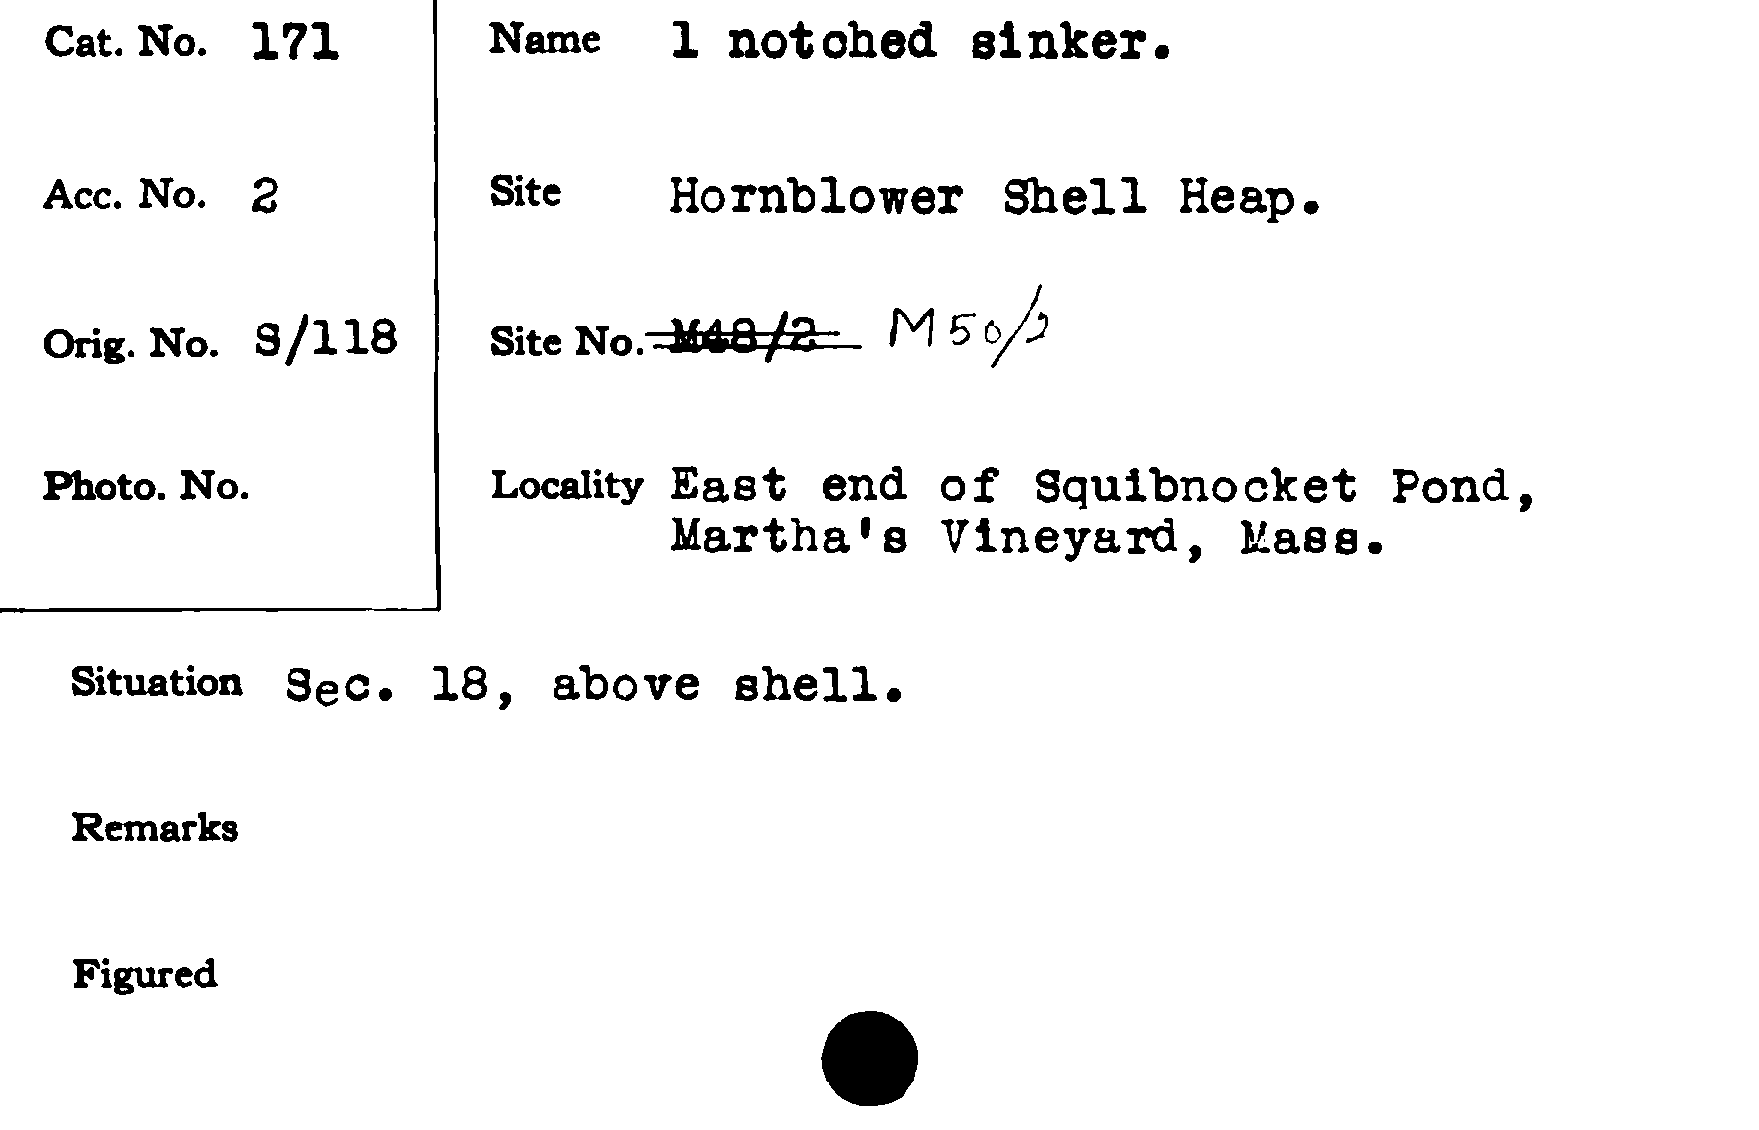 Cat. No. 171
Name 1 notched sinker.
Acc. No. 2
Site Hornblower Shell Heap.
Orig. No. S/118
Site No. M48/2 M50/2
Photo. No.
Locality East end of Squibnocket Pond,
Martha's Vineyard, Mass.
Situation Sec. 18, above shell.
Remarks
Figured